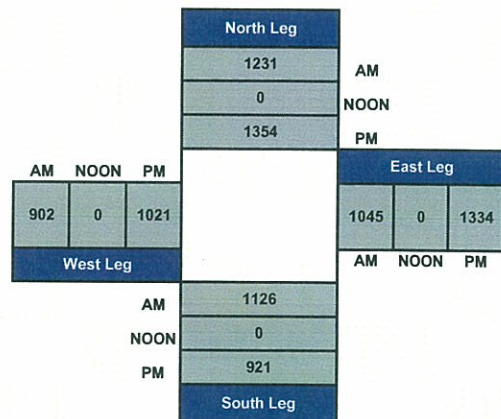 North Leg
1231 AM
0 NOON
1354 PM
AM NOON PM
East Leg
902 0 1021
1045 0 1334
West Leg
AM NOON PM
AM 1126
NOON 0
PM 921
South Leg